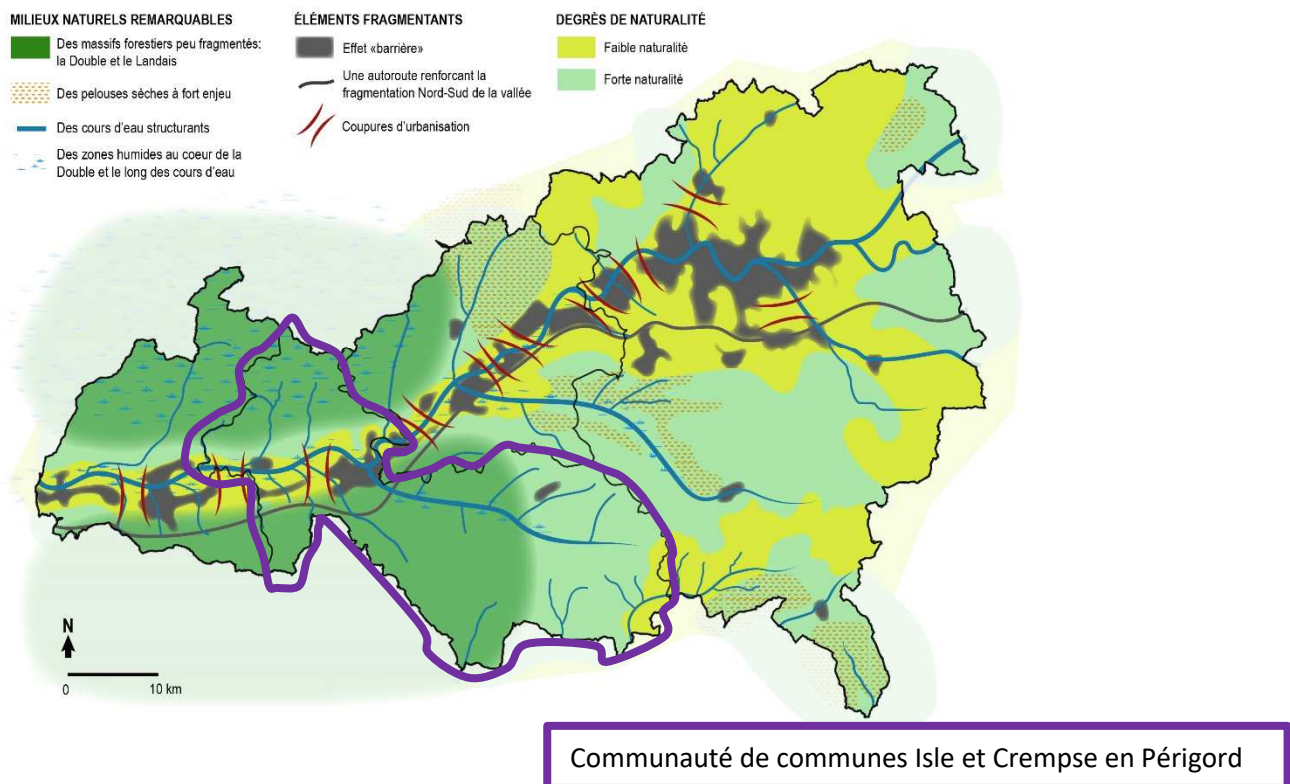 MILIEUX NATURELS REMARQUABLES
Des massifs forestiers peu fragmentés:
la Double et le Landais
Des pelouses sèches à fort enjeu
Des cours d'eau structurants
Des zones humides au coeur de la
Double et le long des cours d'eau
ÉLÉMENTS FRAGMENTANTS
Effet «barrière»
Une autoroute renforcant la
fragmentation Nord-Sud de la vallée
Coupures d'urbanisation
DEGRÈS DE NATURALITÉ
Faible naturalité
Forte naturalité
N
0 10 km
Communauté de communes Isle et Crempse en Périgord